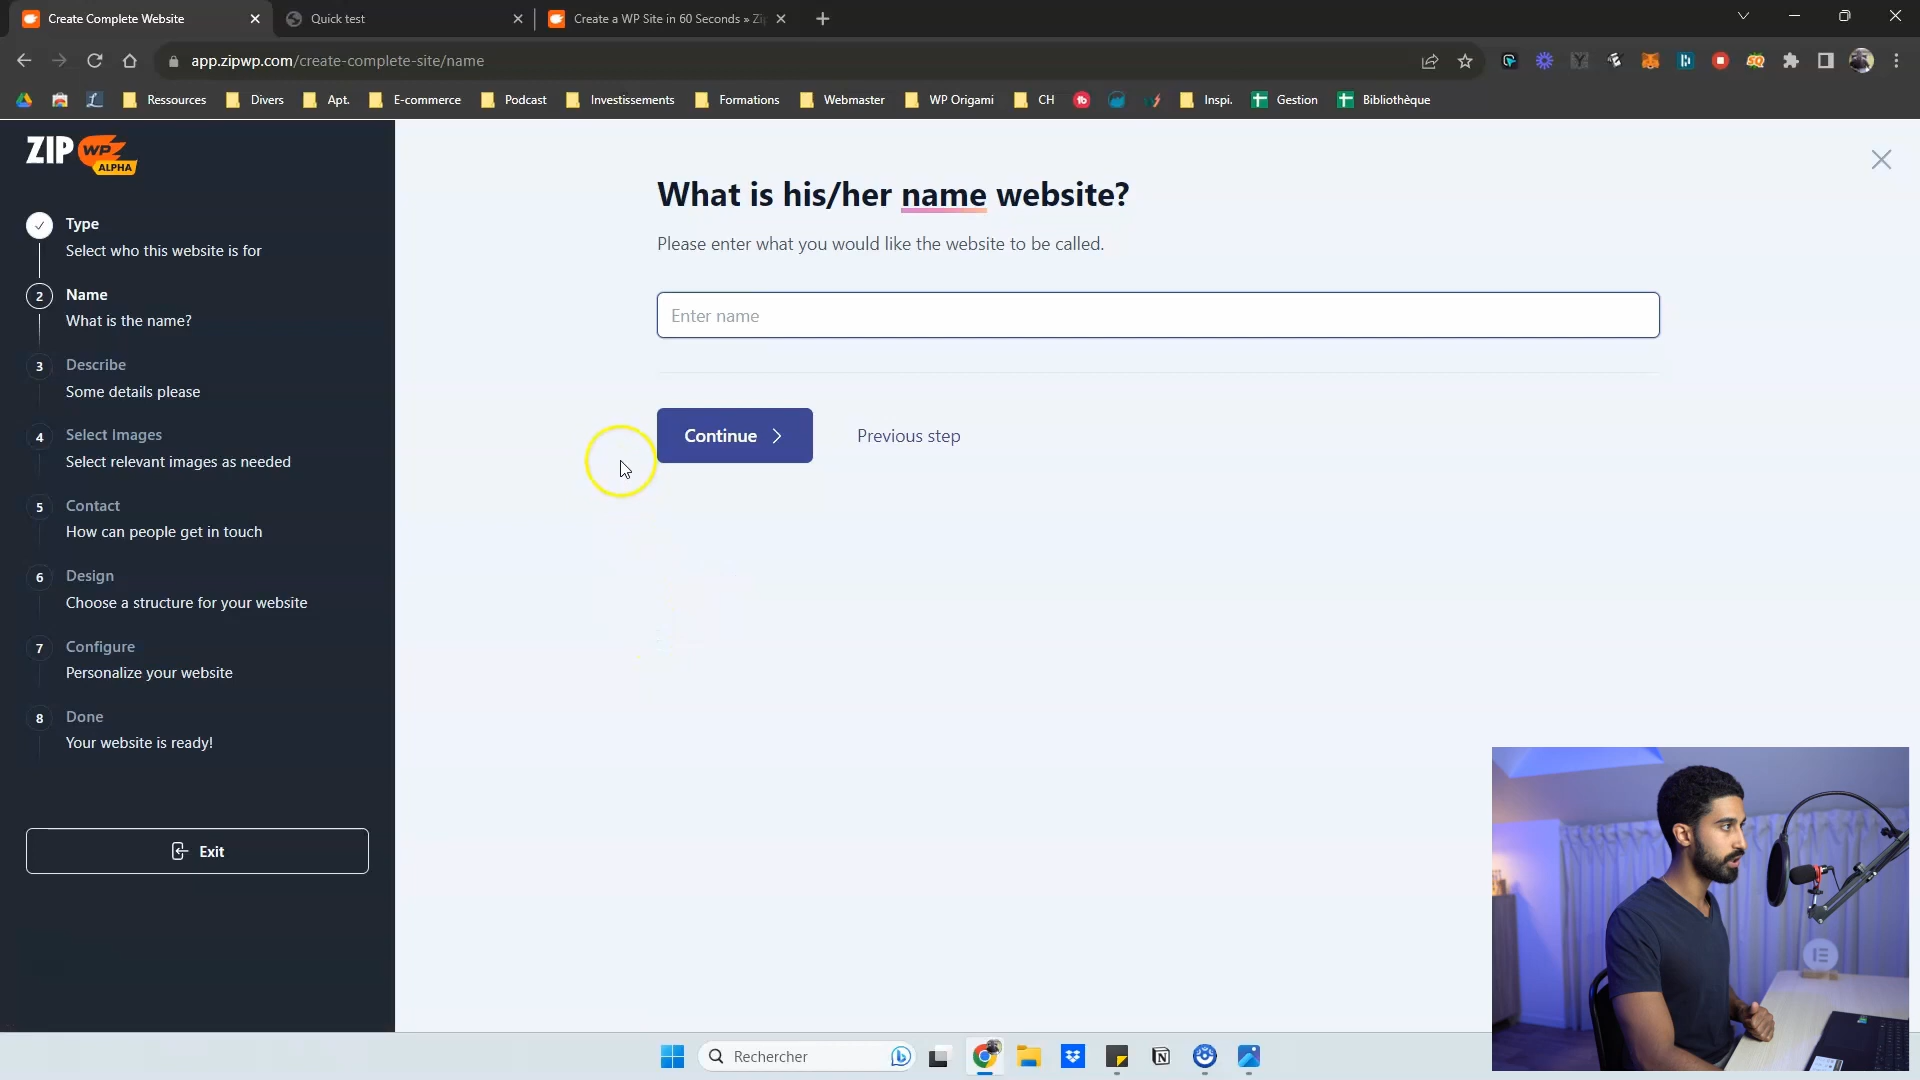 Create Complete Website
Quick test
Create a WP Site in 60 Seconds » Zi
app.zipwp.com/create-complete-site/name
Ressources
Divers
Apt.
E-commerce
Podcast
Investissements
Formations
Webmaster
WP Origami
CH
Inspi.
Gestion
Bibliothèque
ZIP WP
ALPHA
Type
Select who this website is for
2 Name
What is the name?
3 Describe
Some details please
4 Select Images
Select relevant images as needed
5 Contact
How can people get in touch
6 Design
Choose a structure for your website
7 Configure
Personalize your website
8 Done
Your website is ready!
Exit
What is his/her name website?
Please enter what you would like the website to be called.
Enter name
Continue
Previous step
Rechercher